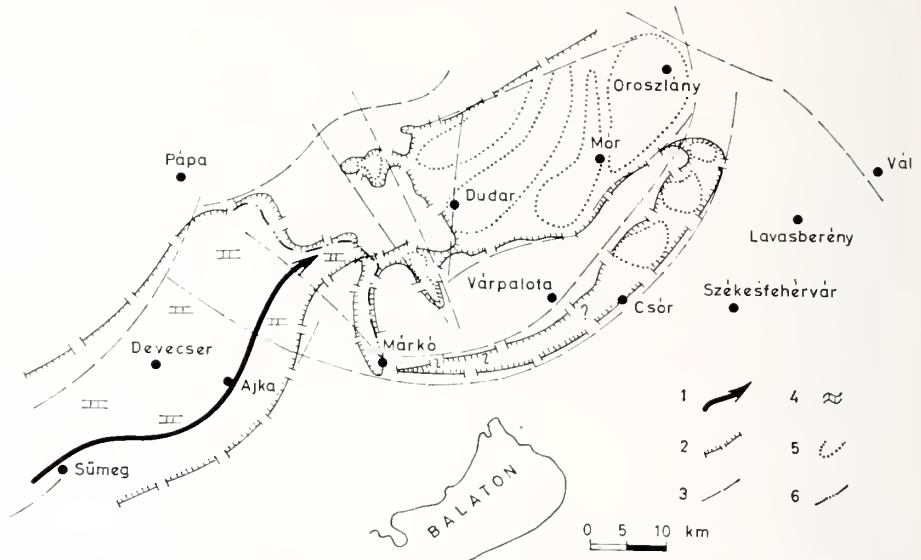 Oroszlány
Mór
Pápa
Vál
Dudar
Lavasberény
Várpalota
Székesfehérvár
Csór
Devecser
Márkó
Ajka
Sümeg
BALATON
? ? ?
1 4
2 5
3 6
0 5 10 km